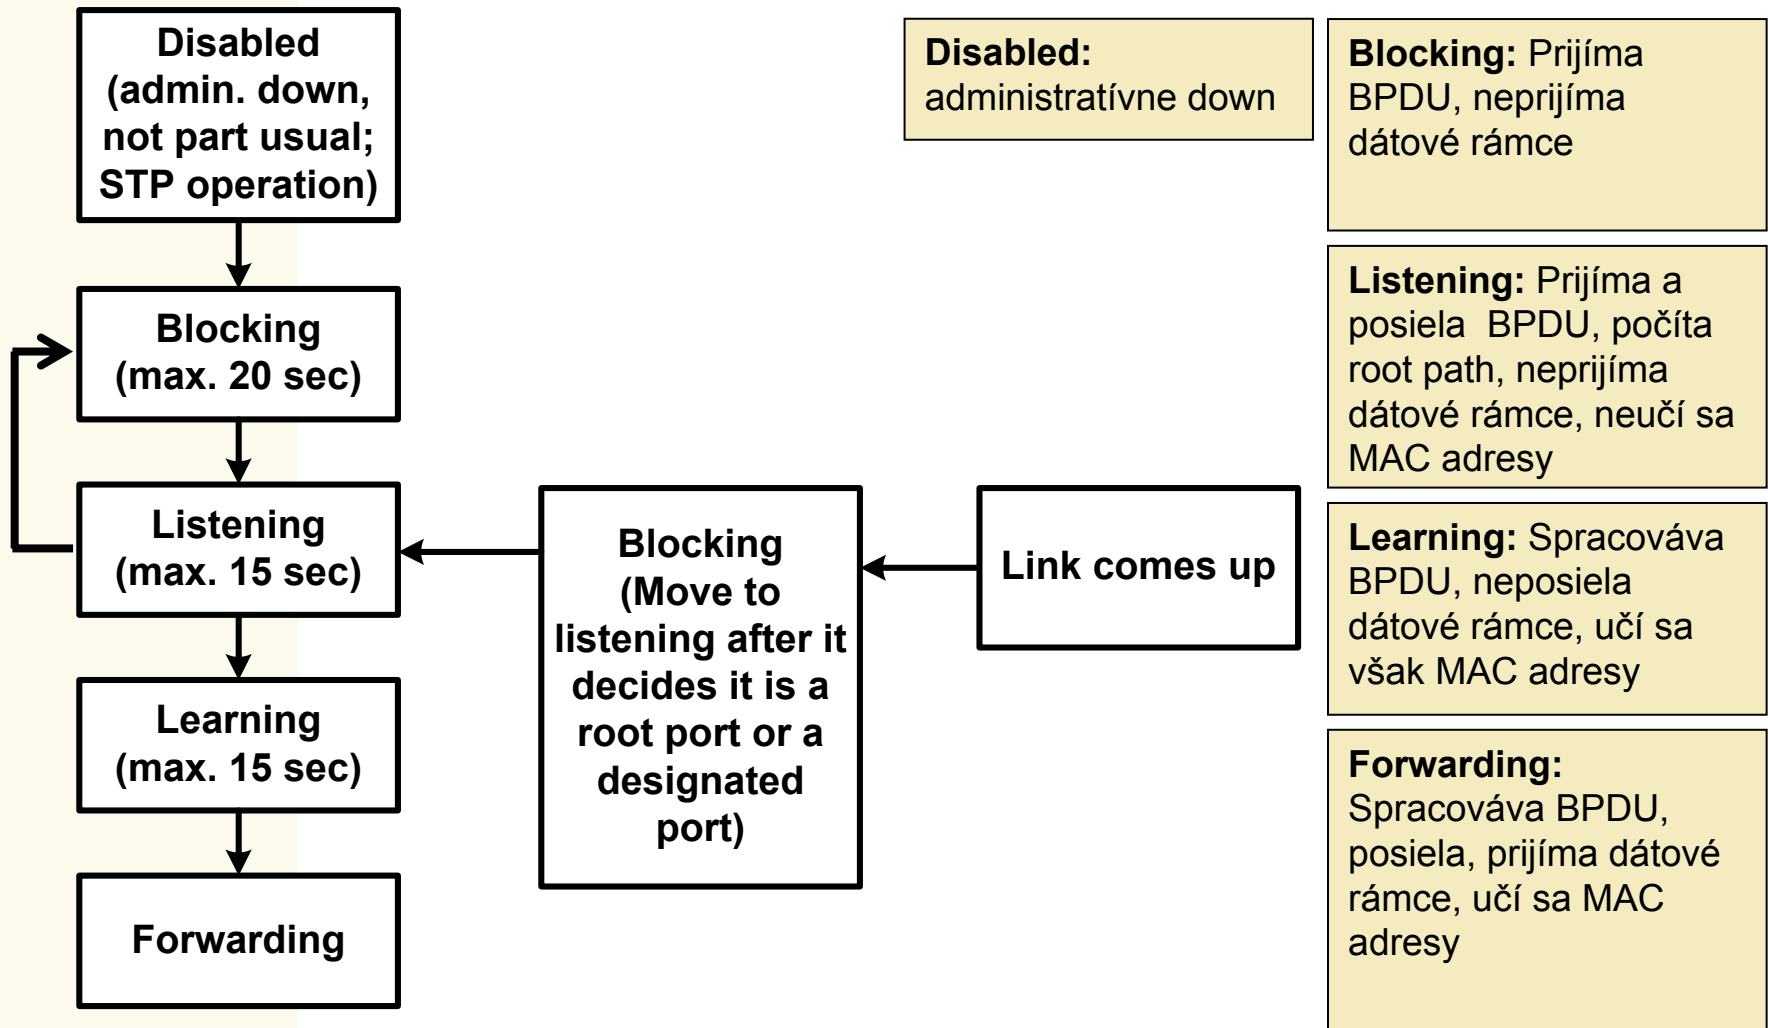 Disabled
(admin. down,
not part usual;
STP operation)
Blocking
(max. 20 sec)
Listening
(max. 15 sec)
Learning
(max. 15 sec)
Forwarding
Blocking
(Move to
listening after it
decides it is a
root port or a
designated
port)
Link comes up
Disabled:
administratívne down
Blocking: Prijíma
BPDU, neprijíma
dátové rámce
Listening: Prijíma a
posiela BPDU, počíta
root path, neprijíma
dátové rámce, neučí sa
MAC adresy
Learning: Spracováva
BPDU, neposiela
dátové rámce, učí sa
však MAC adresy
Forwarding:
Spracováva BPDU,
posiela, prijíma dátové
rámce, učí sa MAC
adresy